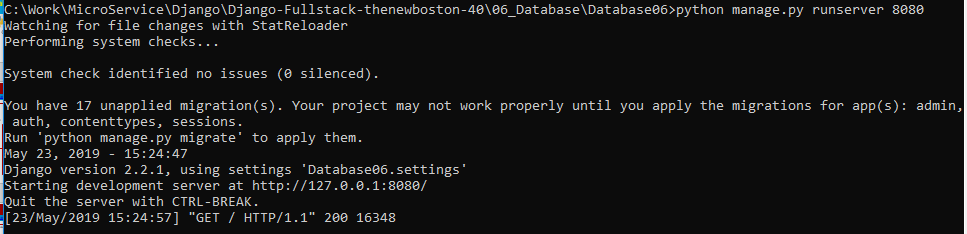 C:\Work\MicroService\Django\Django-Fullstack-thenewboston-40\06_Database\Database06>python manage.py runserver 8080
Watching for file changes with StatReloader
Performing system checks...
System check identified no issues (0 silenced).
You have 17 unapplied migration(s). Your project may not work properly until you apply the migrations for app(s): admin,
auth, contenttypes, sessions.
Run 'python manage.py migrate' to apply them.
May 23, 2019 - 15:24:47
Django version 2.2.1, using settings 'Database06.settings'
Starting development server at http://127.0.0.1:8080/
Quit the server with CTRL-BREAK.
[23/May/2019 15:24:57] "GET / HTTP/1.1" 200 16348